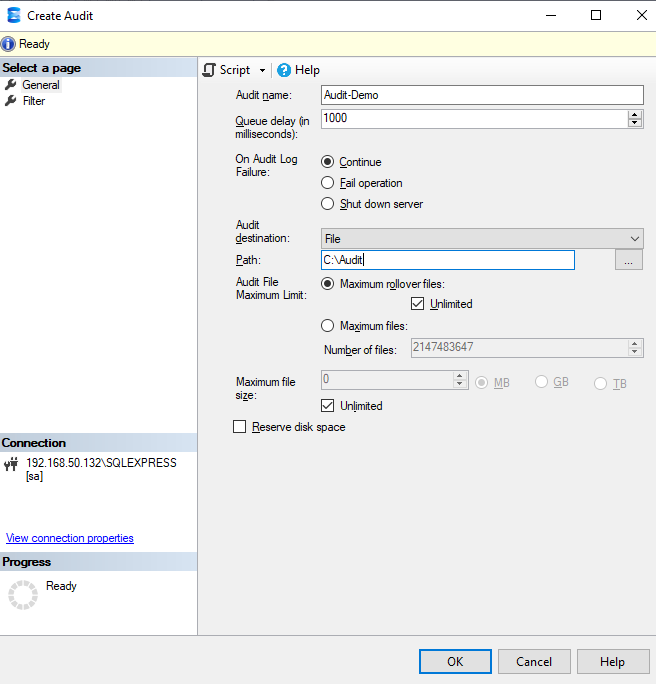 Create Audit
Ready
Select a page
General
Filter
Script
Help
Audit name:
Audit-Demo
Queue delay (in
milliseconds):
1000
On Audit Log
Failure:
Continue
Fail operation
Shut down server
Audit
destination:
File
Path:
C:\Audit
...
Audit File
Maximum Limit:
Maximum rollover files:
Unlimited
Maximum files:
Number of files:
2147483647
Maximum file
size:
0
MB
GB
TB
Unlimited
Reserve disk space
Connection
192.168.50.132\SQLEXPRESS
[sa]
View connection properties
Progress
Ready
OK
Cancel
Help